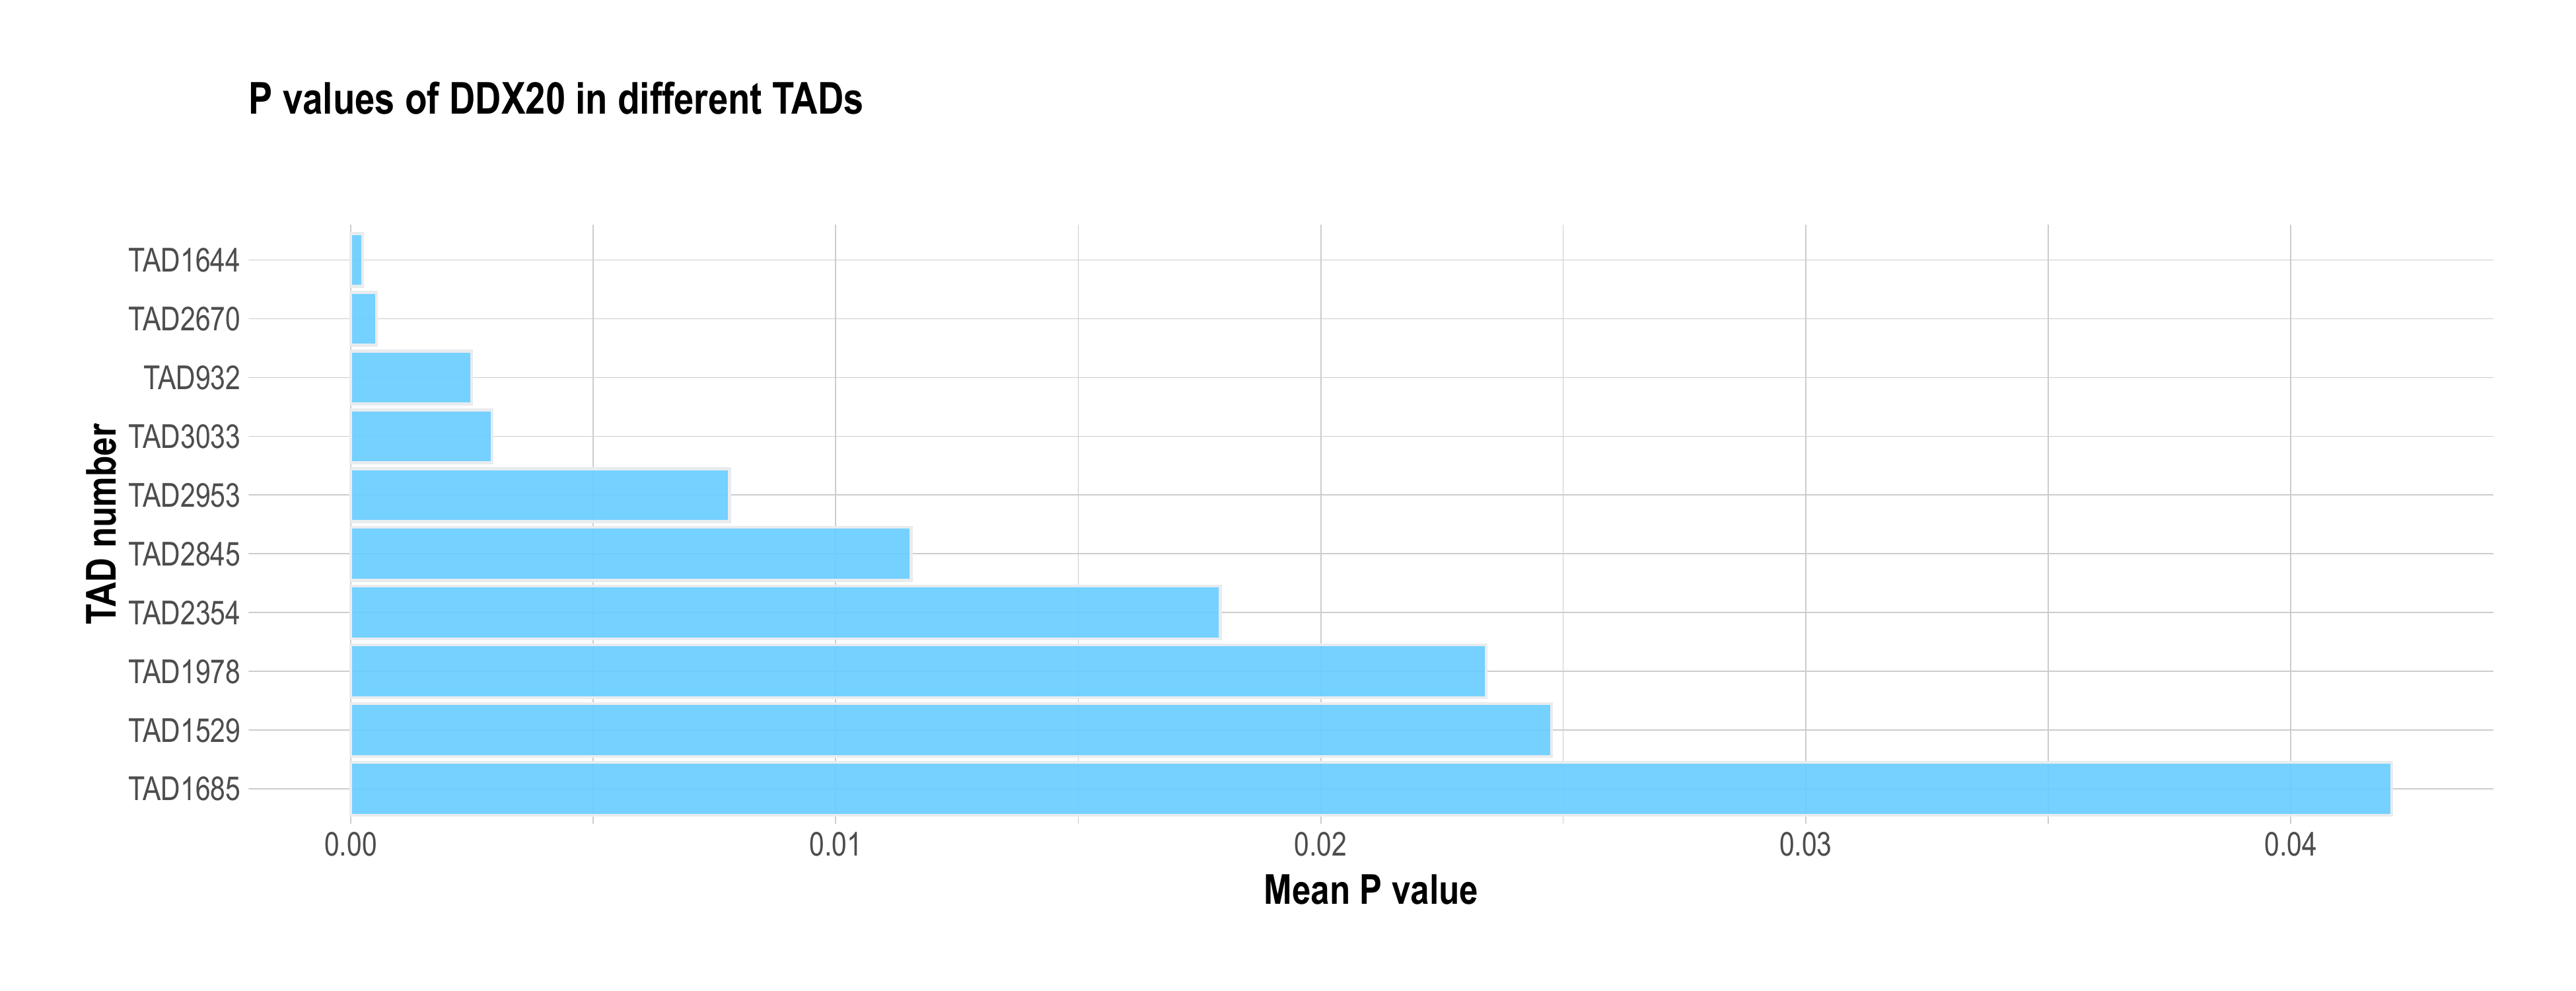 P values of DDX20 in different TADs
TAD number
TAD1644
TAD2670
TAD932
TAD3033
TAD2953
TAD2845
TAD2354
TAD1978
TAD1529
TAD1685
0.00 0.01 0.02 0.03 0.04
Mean P value